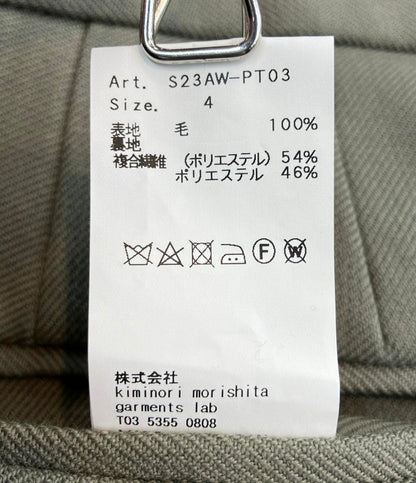 Art. S23AW-PT03
Size. 4
表地 毛 100%
裏地
複合繊維 (ポリエステル) 54%
ポリエステル 46%
F
W
株式会社
kiminori morishita
garments lab
T03 5355 0808